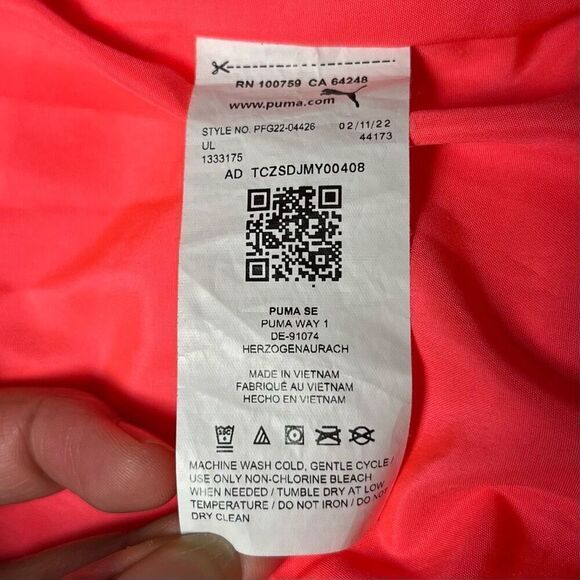 RN 100759 CA 64248
www.puma.com
STYLE NO. PFG22-04426 02/11/22
UL 44173
1333175
AD TCZSDJMY00408
PUMA SE
PUMA WAY 1
DE-91074
HERZOGENAURACH
MADE IN VIETNAM
FABRIQUÉ AU VIETNAM
HECHO EN VIETNAM
MACHINE WASH COLD, GENTLE CYCLE /
USE ONLY NON-CHLORINE BLEACH
WHEN NEEDED / TUMBLE DRY AT LOW
TEMPERATURE / DO NOT IRON / DO NOT
DRY CLEAN